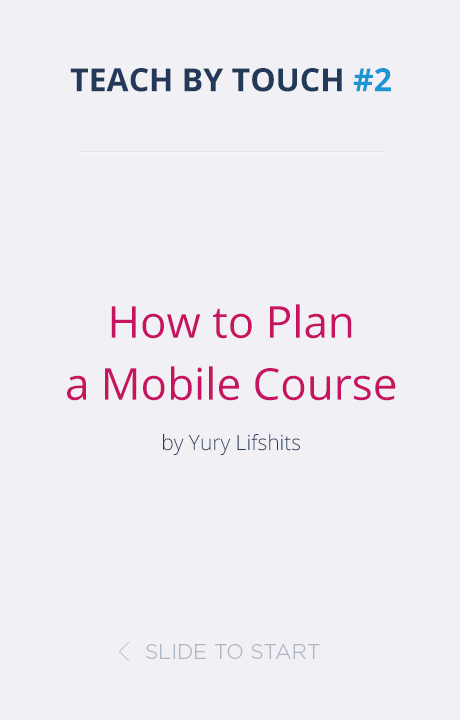 TEACH BY TOUCH #2
How to Plan
a Mobile Course
by Yury Lifshits
SLIDE TO START